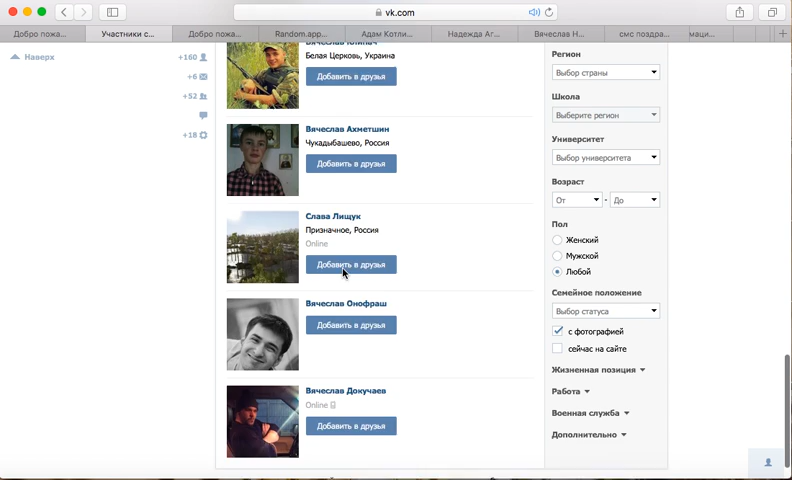 vk.com
Добро пожа...
Участники с...
Добро пожа...
Random.app...
Адам Котли...
Надежда Аг...
Вячеслав Н...
смс поздра...
маци...
Наверх
+160
+6
+52
+18
Белая Церковь, Украина
Добавить в друзья
Вячеслав Ахметшин
Чукадыбашево, Россия
Добавить в друзья
Слава Лищук
Призначное, Россия
Online
Добавить в друзья
Вячеслав Онофраш
Добавить в друзья
Вячеслав Докучаев
Online
Добавить в друзья
Регион
Выбор страны
Школа
Выберите регион
Университет
Выбор университета
Возраст
От - До
Пол
Женский
Мужской
Любой
Семейное положение
Выбор статуса
с фотографией
сейчас на сайте
Жизненная позиция
Работа
Военная служба
Дополнительно